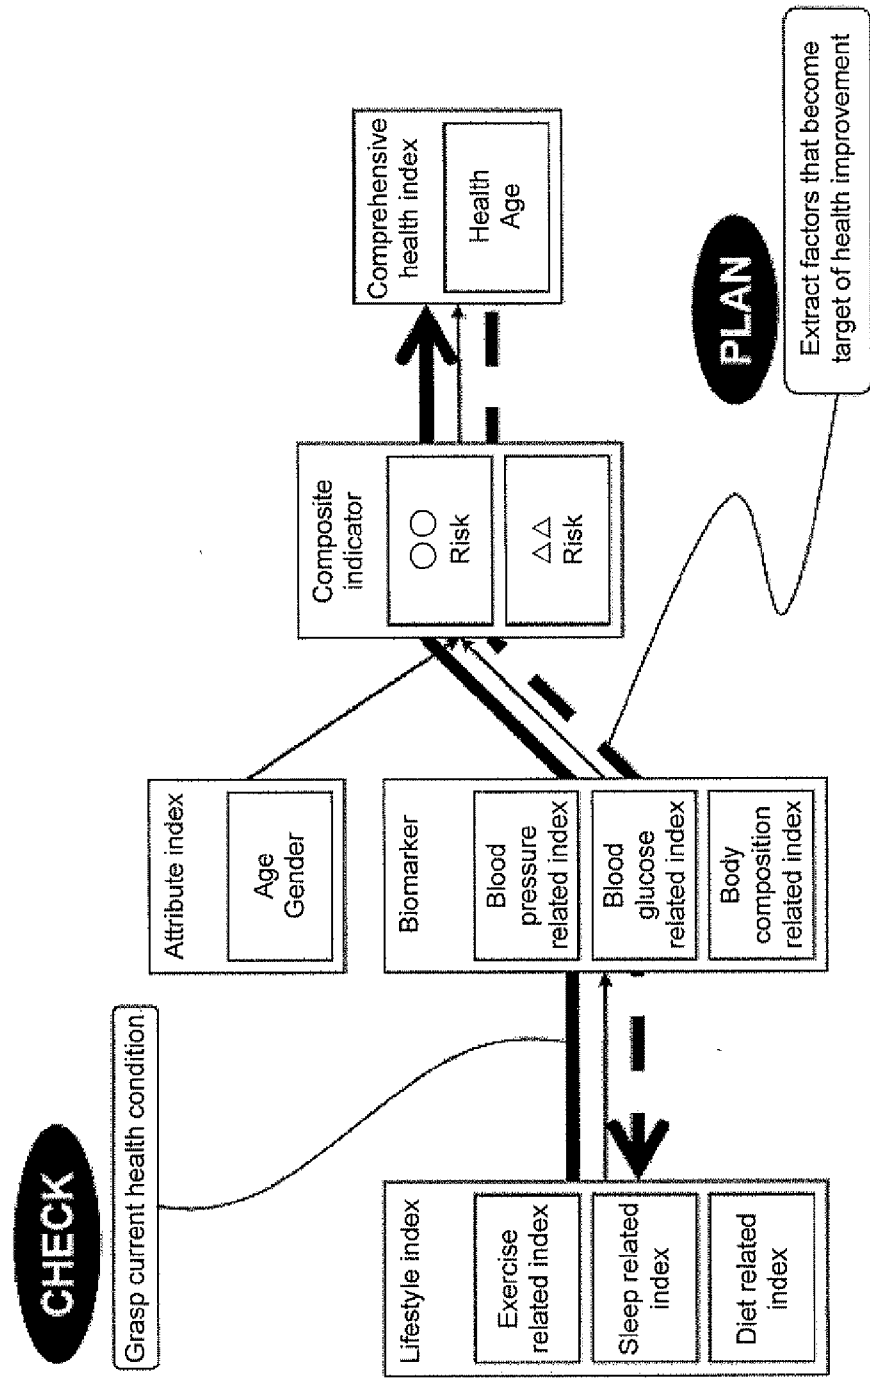 CHECK
Grasp current health condition.
Lifestyle index
Exercise
related index
Sleep related
index
Diet related
index
Attribute index
Age
Gender
Biomarker
Blood
pressure
related index
Blood
glucose
related index
Body
composition
related index
Composite
indicator
○○
Risk
△△
Risk
Comprehensive
health index
Health
Age
PLAN
Extract factors that become
target of health improvement